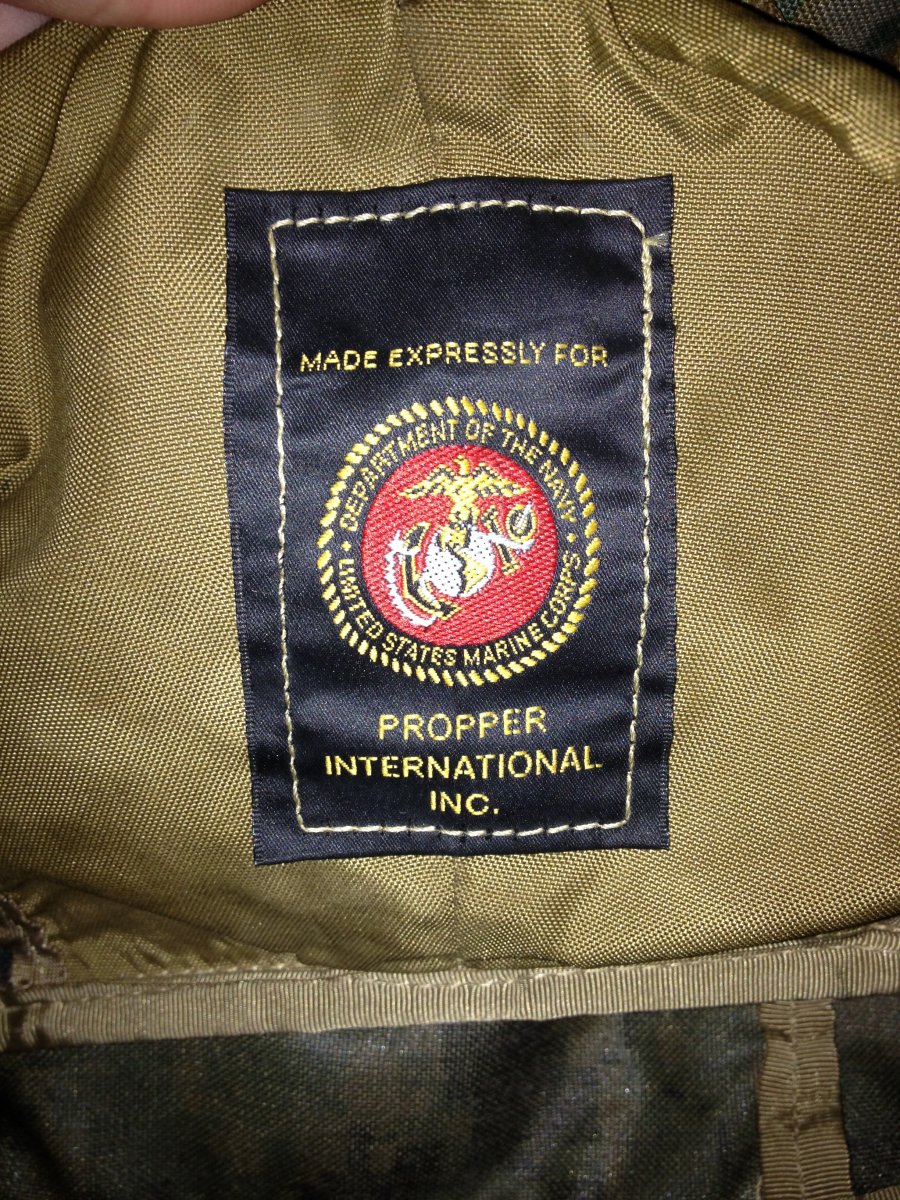 MADE EXPRESSLY FOR
DEPARTMENT OF THE NAVY
• UNITED STATES MARINE CORPS •
PROPPER
INTERNATIONAL
INC.